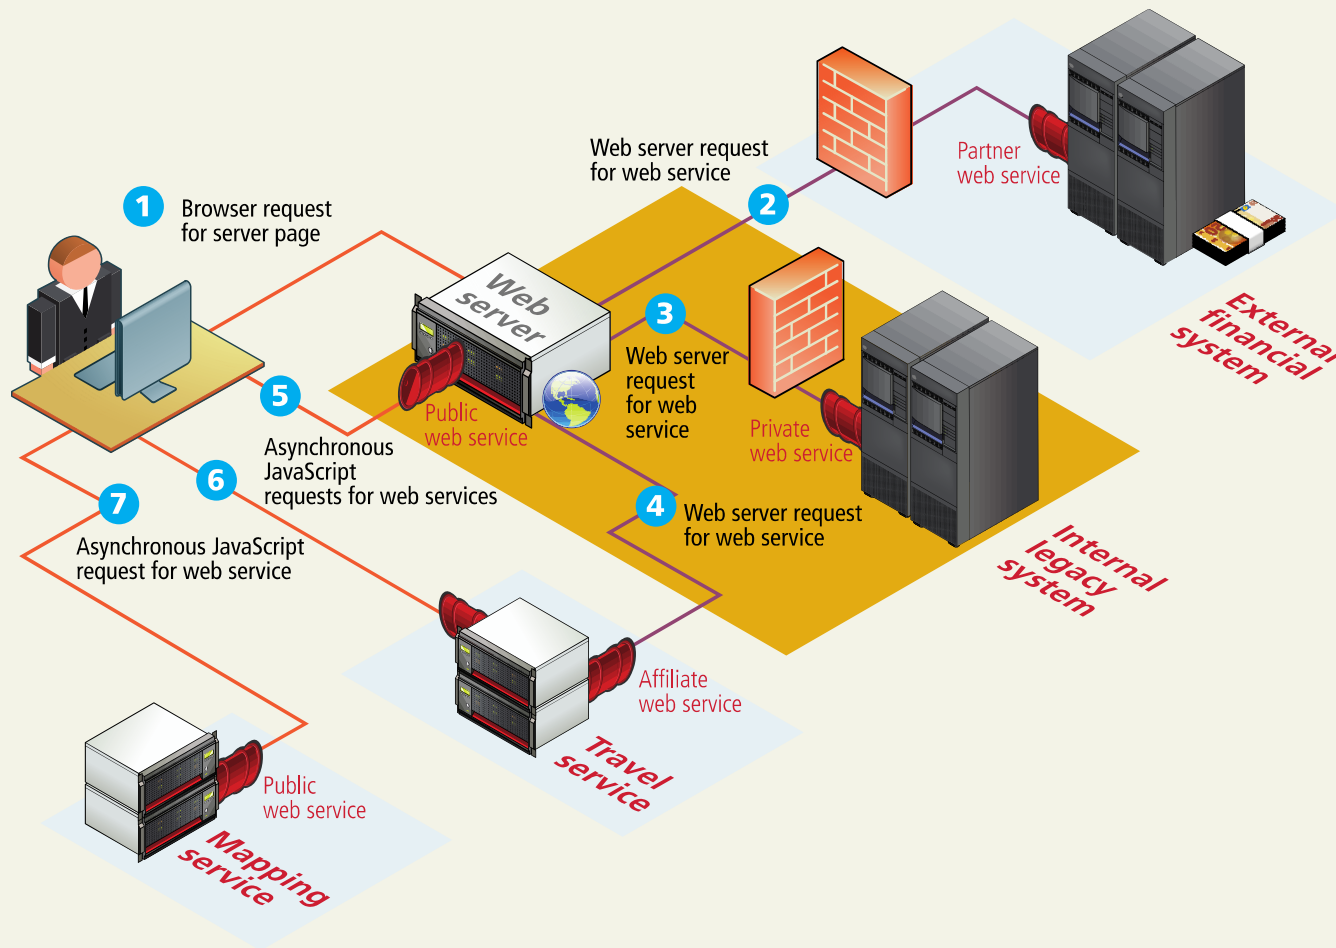 1
Browser request
for server page
Web server request
for web service
2
Partner
web service
External
financial
system
Web
server
3
Web server
request
for web
service
Public
web service
Private
web service
Internal
legacy
system
5
Asynchronous
JavaScript
requests for web services
6
4
Web server request
for web service
7
Asynchronous JavaScript
request for web service
Affiliate
web service
Travel
service
Public
web service
Mapping
service